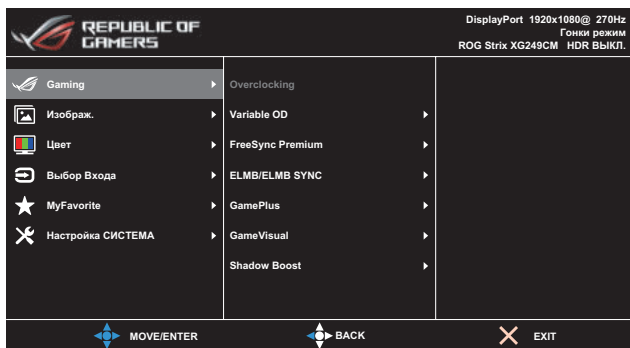 REPUBLIC OF
GAMERS
DisplayPort 1920x1080@ 270Hz
Гонки режим
ROG Strix XG249CM HDR ВЫКЛ.
Gaming
Изображ.
Цвет
Выбор Входа
MyFavorite
Настройка СИСТЕМА
Overclocking
Variable OD
FreeSync Premium
ELMB/ELMB SYNC
GamePlus
GameVisual
Shadow Boost
MOVE/ENTER
BACK
EXIT